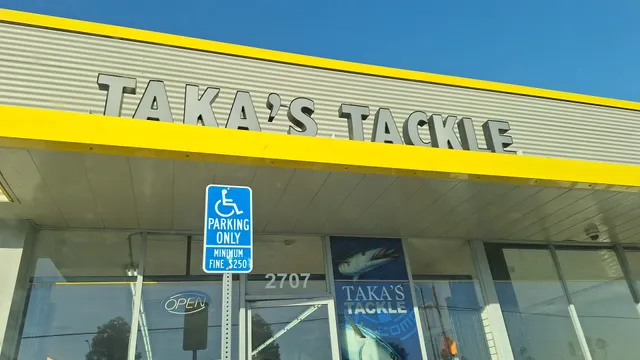 TAKA'S TACKLE
PARKING
ONLY
MINIMUM
FINE $250
2707
OPEN
TAKA'S
TACKLE